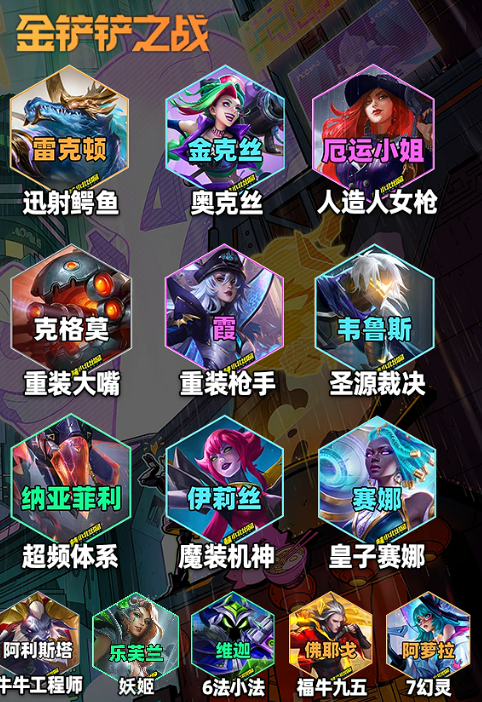 金铲铲之战
雷克顿
金克丝
厄运小姐
迅射鳄鱼
奥克丝
人造人女枪
克格莫
霞
韦鲁斯
重装大嘴
重装枪手
圣源裁决
纳亚菲利
伊莉丝
赛娜
超频体系
魔装机神
皇子赛娜
阿利斯塔
乐芙兰
维迦
佛耶戈
阿萝拉
牛牛工程师
妖姬
6法小法
福牛九五
7幻灵